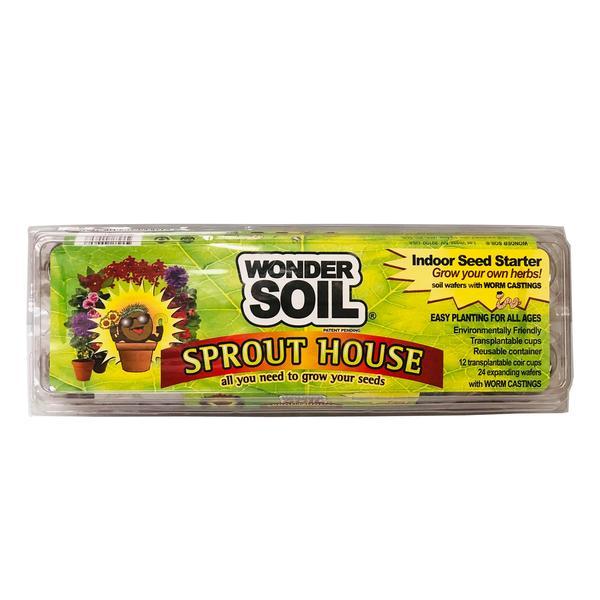 WONDER
SOIL®
PATENT PENDING
SPROUT HOUSE
all you need to grow your seeds
Indoor Seed Starter
Grow your own herbs!
soil wafers with WORM CASTINGS
EASY PLANTING FOR ALL AGES
Environmentally Friendly
Transplantable cups
Reusable container
12 transplantable coir cups
24 expanding wafers
with WORM CASTINGS